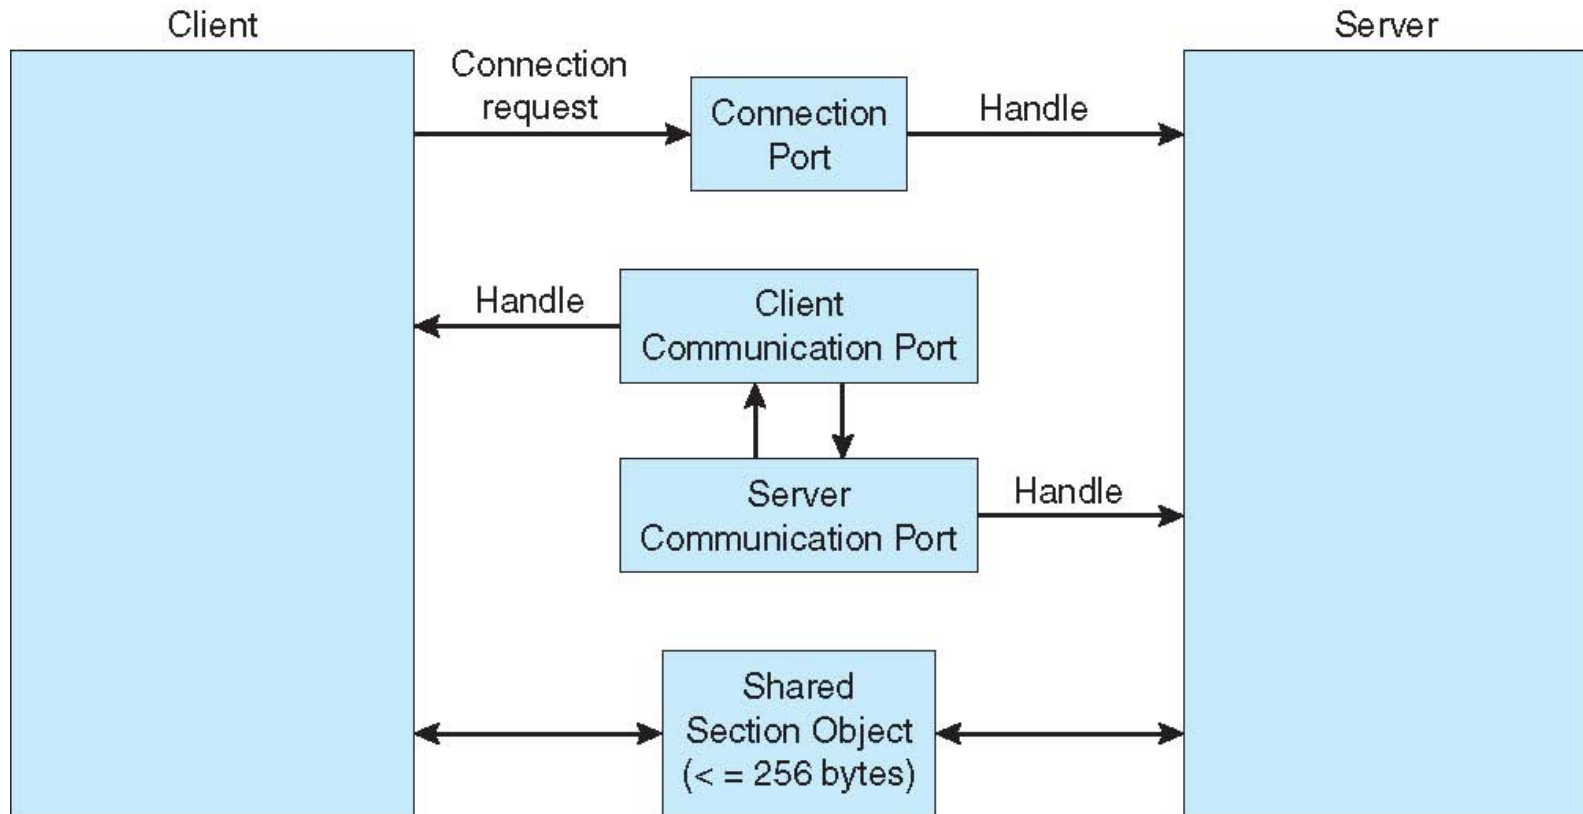 Client
Server
Connection
request
Connection
Port
Handle
Handle
Client
Communication Port
Server
Communication Port
Handle
Shared
Section Object
(< = 256 bytes)